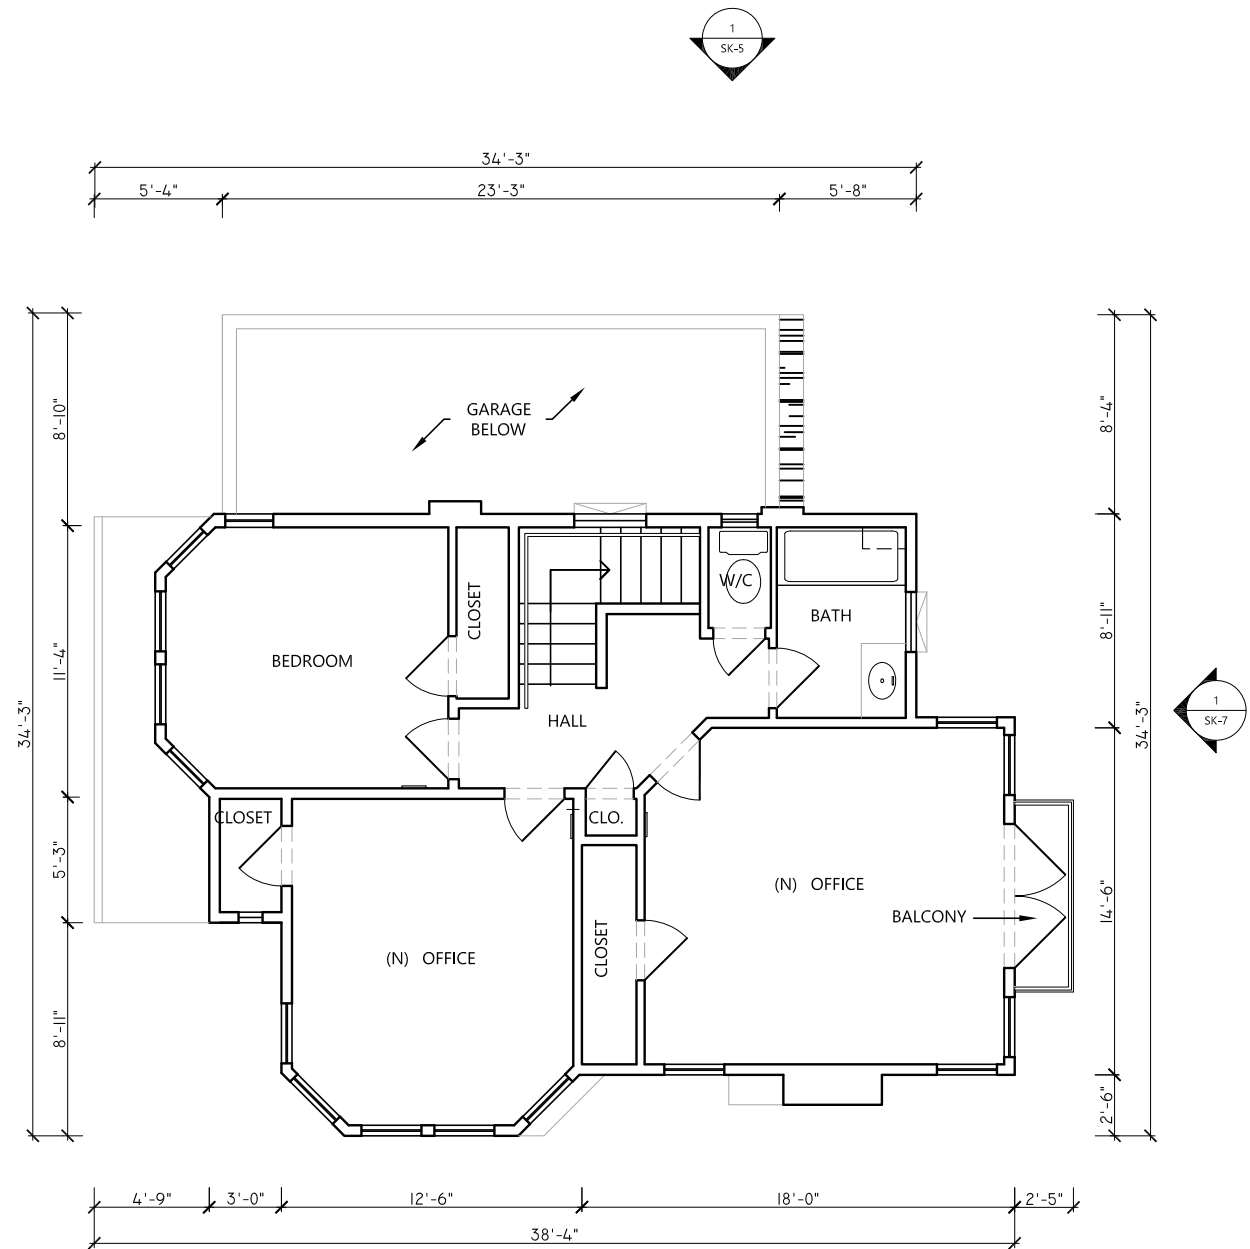 1
SK-5
34'-3"
5'-4"
23'-3"
5'-8"
8'-10"
8'-4"
GARAGE
BELOW
W/C
CLOSET
BATH
8'-11"
11'-4"
BEDROOM
34'-3"
HALL
34'-3"
1
SK-7
CLOSET
CLO.
5'-3"
(N) OFFICE
14'-6"
BALCONY
CLOSET
(N) OFFICE
8'-11"
2'-6"
4'-9"
3'-0"
12'-6"
18'-0"
2'-5"
38'-4"